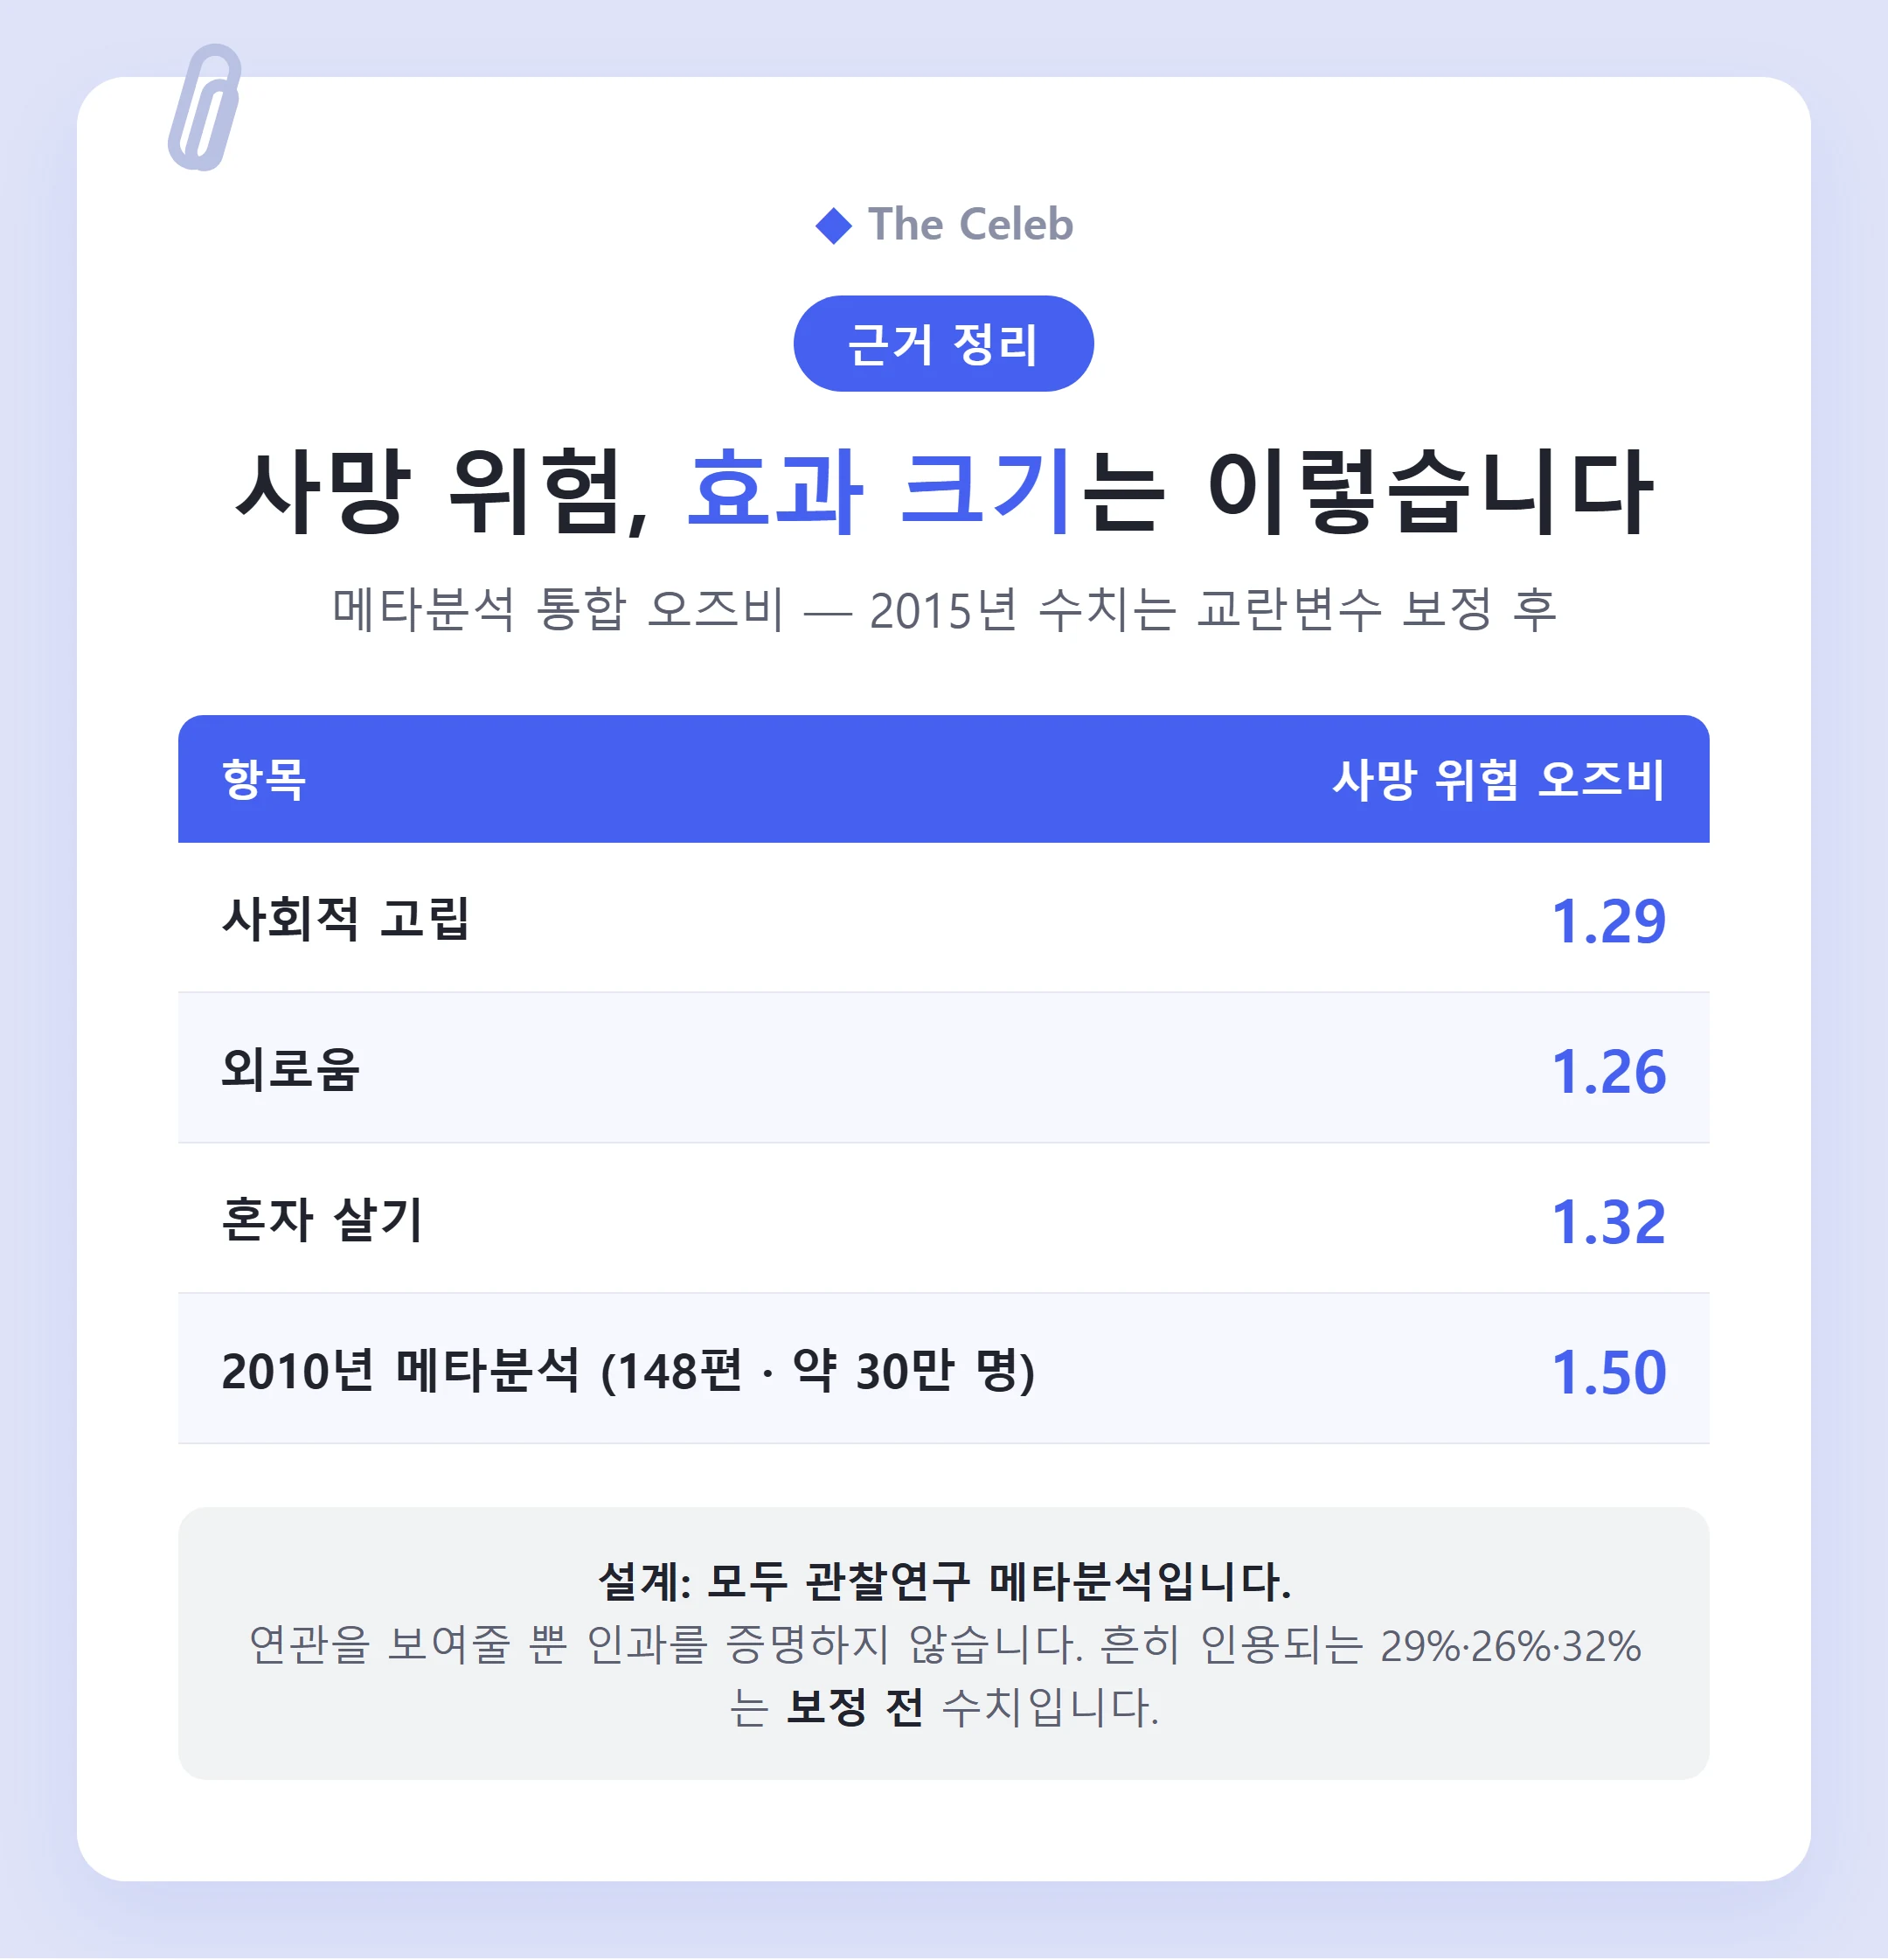 ◆ The Celeb
근거 정리
사망 위험, 효과 크기는 이렇습니다
메타분석 통합 오즈비 — 2015년 수치는 교란변수 보정 후
항목 사망 위험 오즈비
사회적 고립 1.29
외로움 1.26
혼자 살기 1.32
2010년 메타분석 (148편 · 약 30만 명) 1.50
설계: 모두 관찰연구 메타분석입니다.
연관을 보여줄 뿐 인과를 증명하지 않습니다. 흔히 인용되는 29%·26%·32%
는 보정 전 수치입니다.